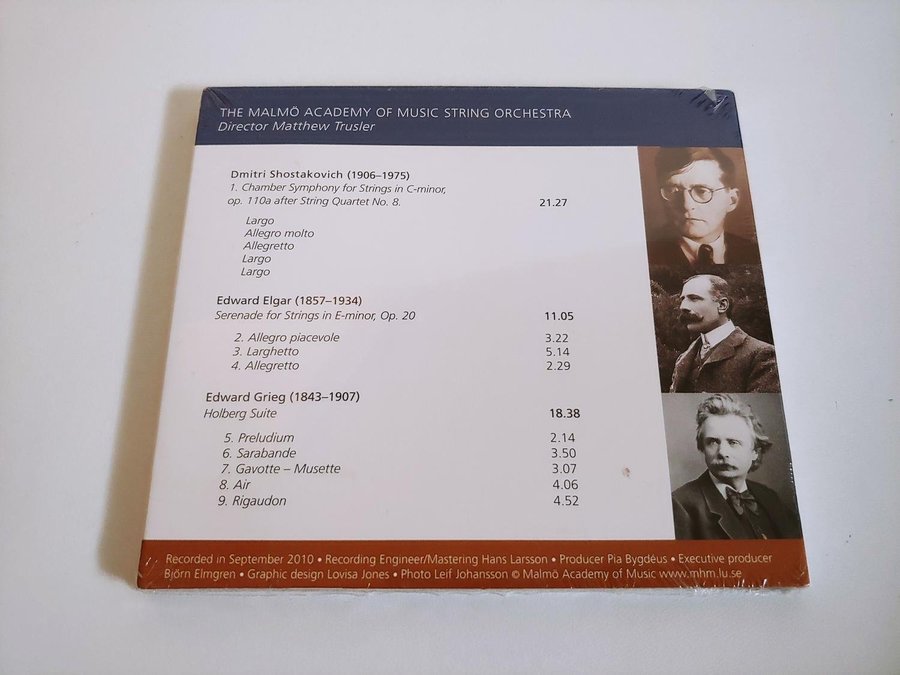 THE MALMÖ ACADEMY OF MUSIC STRING ORCHESTRA
Director Matthew Trusler
Dmitri Shostakovich (1906–1975)
1. Chamber Symphony for Strings in C-minor,
op. 110a after String Quartet No. 8. 21.27
Largo
Allegro molto
Allegretto
Largo
Largo
Edward Elgar (1857–1934)
Serenade for Strings in E-minor, Op. 20 11.05
2. Allegro piacevole 3.22
3. Larghetto 5.14
4. Allegretto 2.29
Edward Grieg (1843–1907)
Holberg Suite 18.38
5. Preludium 2.14
6. Sarabande 3.50
7. Gavotte – Musette 3.07
8. Air 4.06
9. Rigaudon 4.52
Recorded in September 2010 • Recording Engineer/Mastering Hans Larsson • Producer Pia Bygdéus • Executive producer
Björn Elmgren • Graphic design Lovisa Jones • Photo Leif Johansson © Malmö Academy of Music www.mhm.lu.se